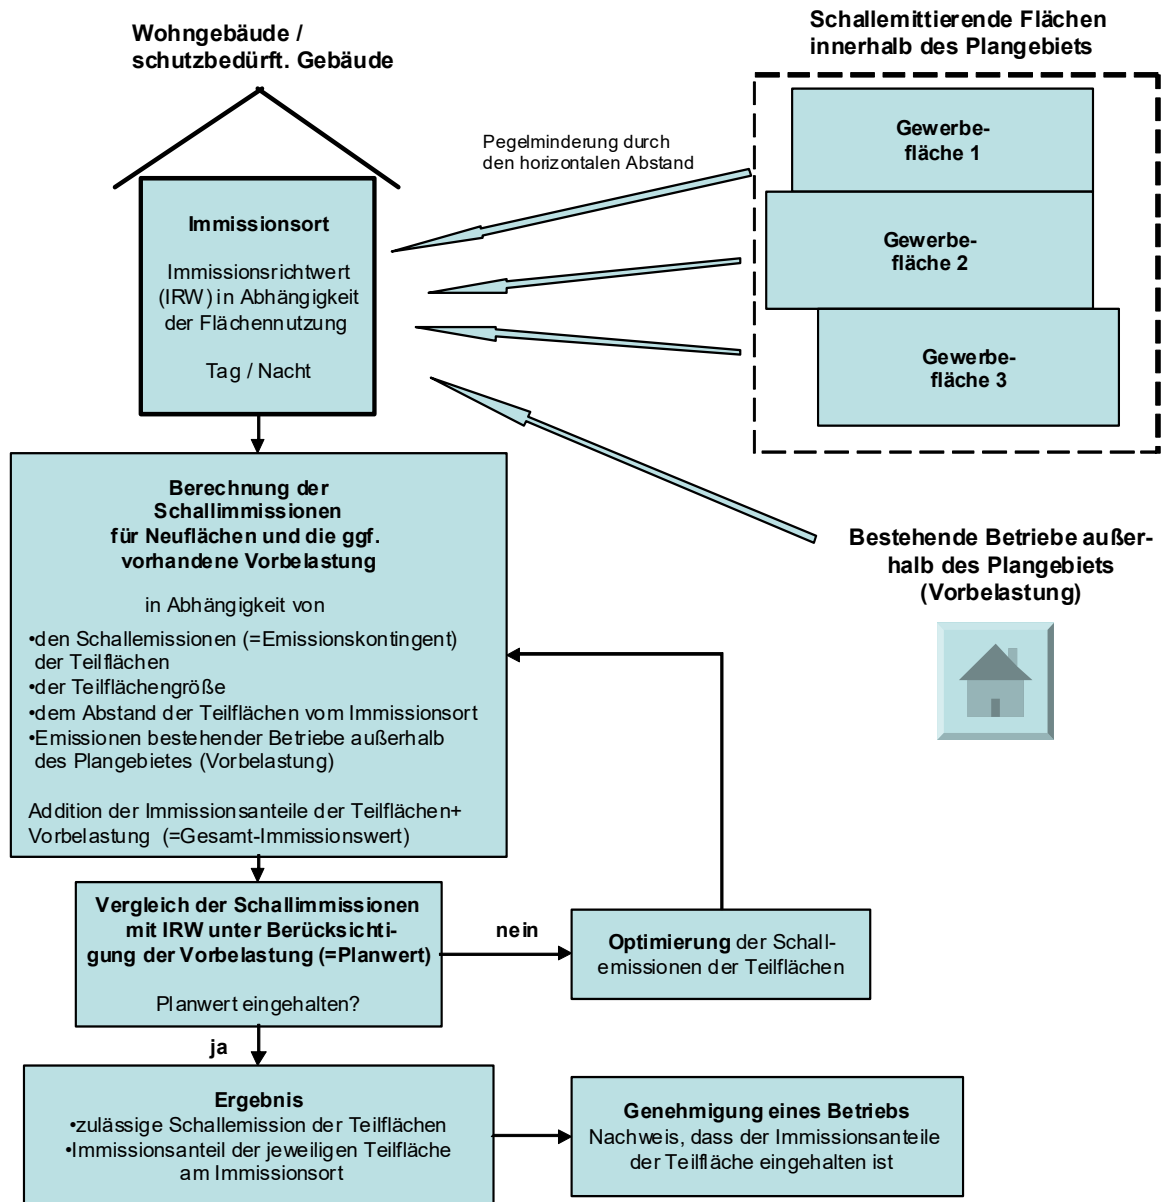 Wohngebäude /
schutzbedürft. Gebäude
Schallemittierende Flächen
innerhalb des Plangebiets
Pegelminderung durch
den horizontalen Abstand
Gewerbe-
fläche 1
Gewerbe-
fläche 2
Gewerbe-
fläche 3
Immissionsort
Immissionsrichtwert
(IRW) in Abhängigkeit
der Flächennutzung
Tag / Nacht
Bestehende Betriebe außer-
halb des Plangebiets
(Vorbelastung)
Berechnung der
Schallimmissionen
für Neuflächen und die ggf.
vorhandene Vorbelastung
in Abhängigkeit von
•den Schallemissionen (=Emissionskontingent)
der Teilflächen
•der Teilflächengröße
•dem Abstand der Teilflächen vom Immissionsort
•Emissionen bestehender Betriebe außerhalb
des Plangebietes (Vorbelastung)
Addition der Immissionsanteile der Teilflächen+
Vorbelastung (=Gesamt-Immissionswert)
Vergleich der Schallimmissionen
mit IRW unter Berücksichti-
gung der Vorbelastung (=Planwert)
Planwert eingehalten?
nein
Optimierung der Schall-
emissionen der Teilflächen
ja
Ergebnis
•zulässige Schallemission der Teilflächen
•Immissionsanteil der jeweiligen Teilfläche
am Immissionsort
Genehmigung eines Betriebs
Nachweis, dass der Immissionsanteile
der Teilfläche eingehalten ist